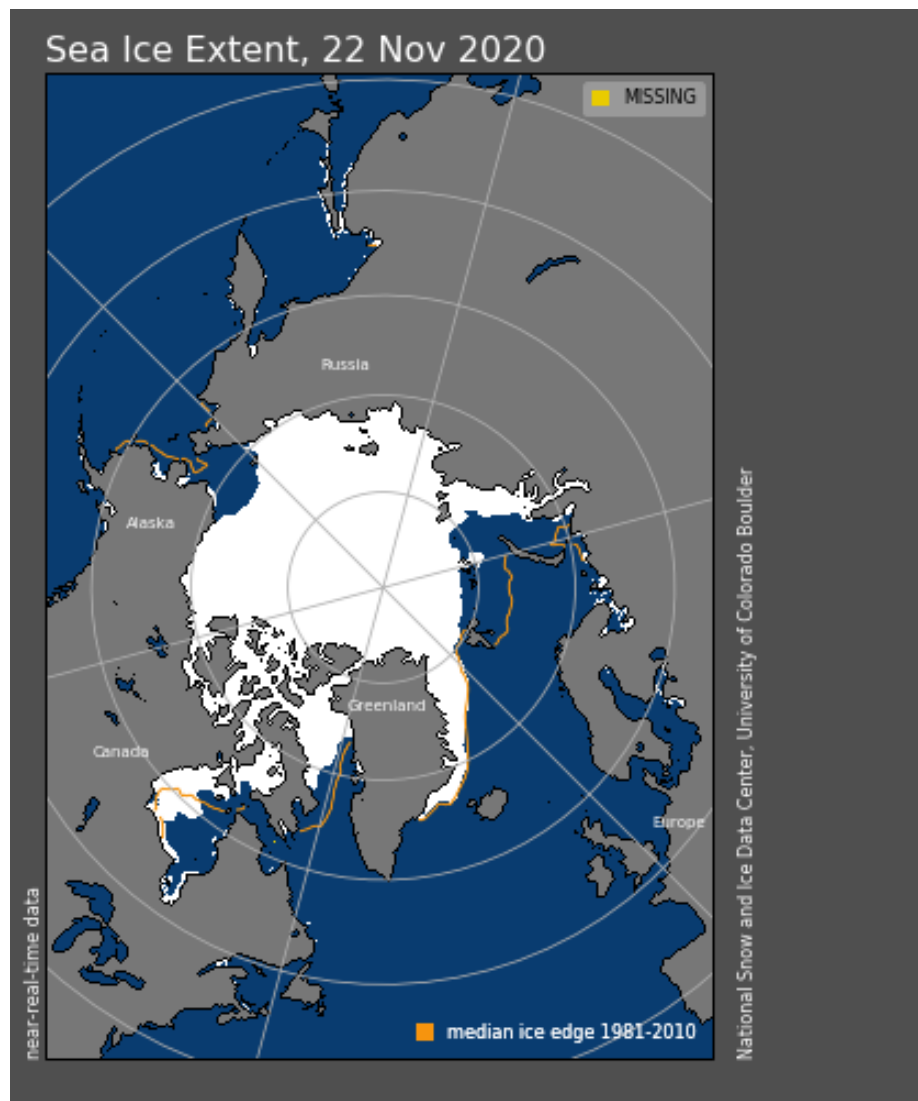 Sea Ice Extent, 22 Nov 2020
MISSING
Russia
Alaska
Greenland
Canada
Europe
near-real-time data
median ice edge 1981-2010
National Snow and Ice Data Center, University of Colorado Boulder